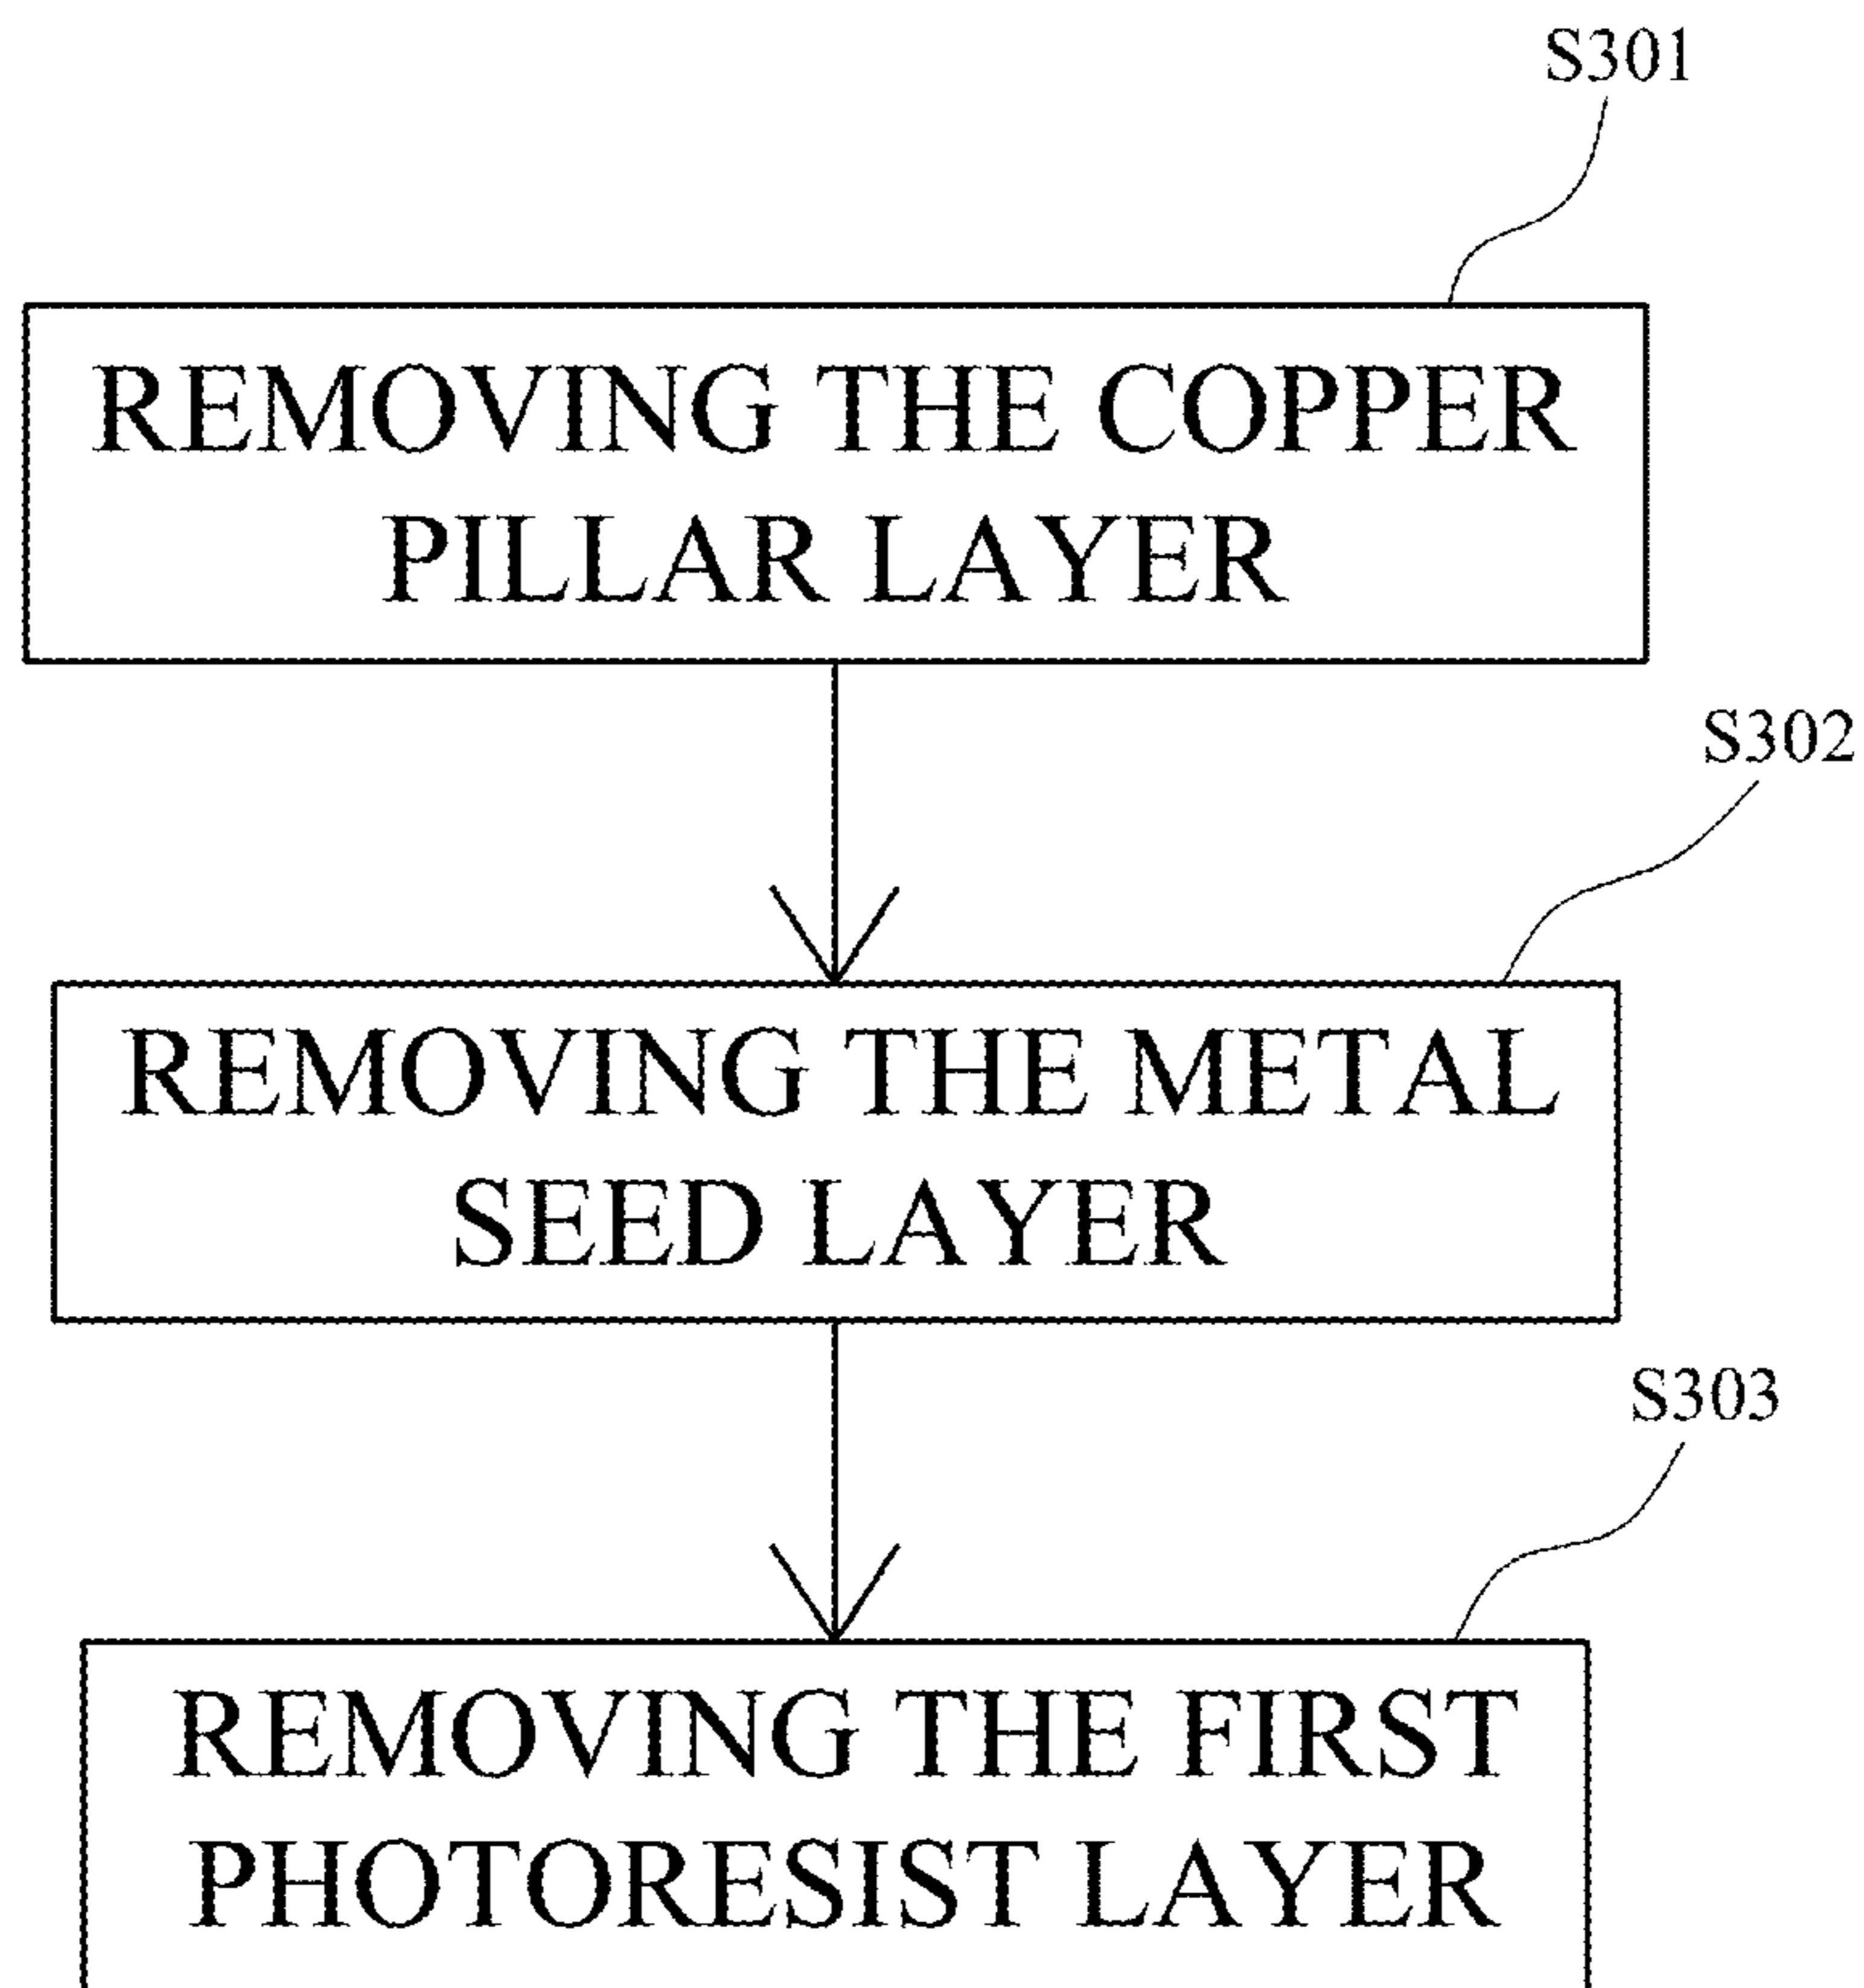 S301
REMOVING THE COPPER
PILLAR LAYER
S302
REMOVING THE METAL
SEED LAYER
S303
REMOVING THE FIRST
PHOTORESIST LAYER